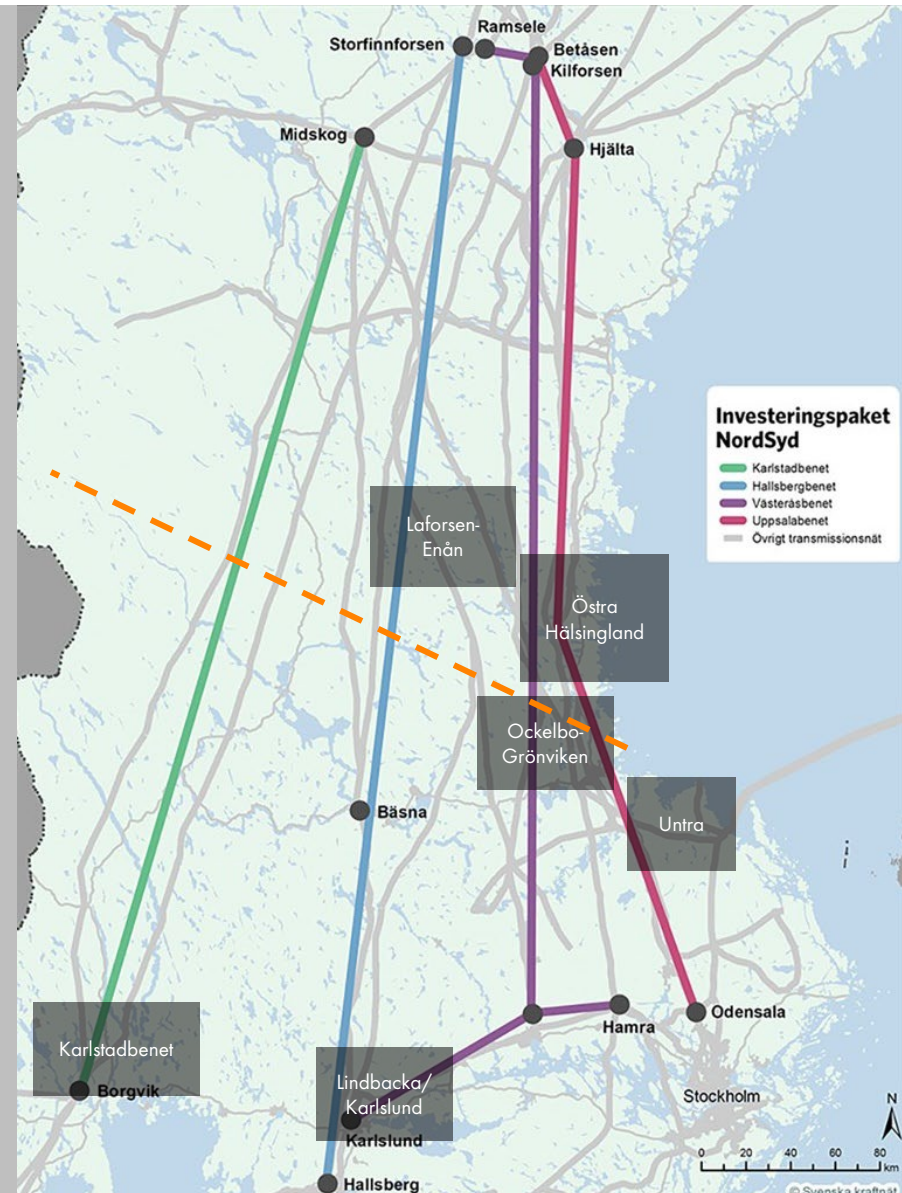 Ramsele
Storfinnforsen
Betåsen
Kilforsen
Midskog
Hjälta
Investeringspaket
NordSyd
Karlstadbenet
Hallsbergbenet
Västeråsbenet
Uppsalabenet
Övrigt transmissionsnät
Laforsen-
Enån
Östra
Hälsingland
Ockelbo-
Grönviken
Bäsna
Untra
Karlstadbenet
Borgvik
Hamra
Odensala
Lindbacka/
Karlslund
Karlslund
Stockholm
N
0 20 40 60 80
km
Hallsberg
© Svenska kraftnät